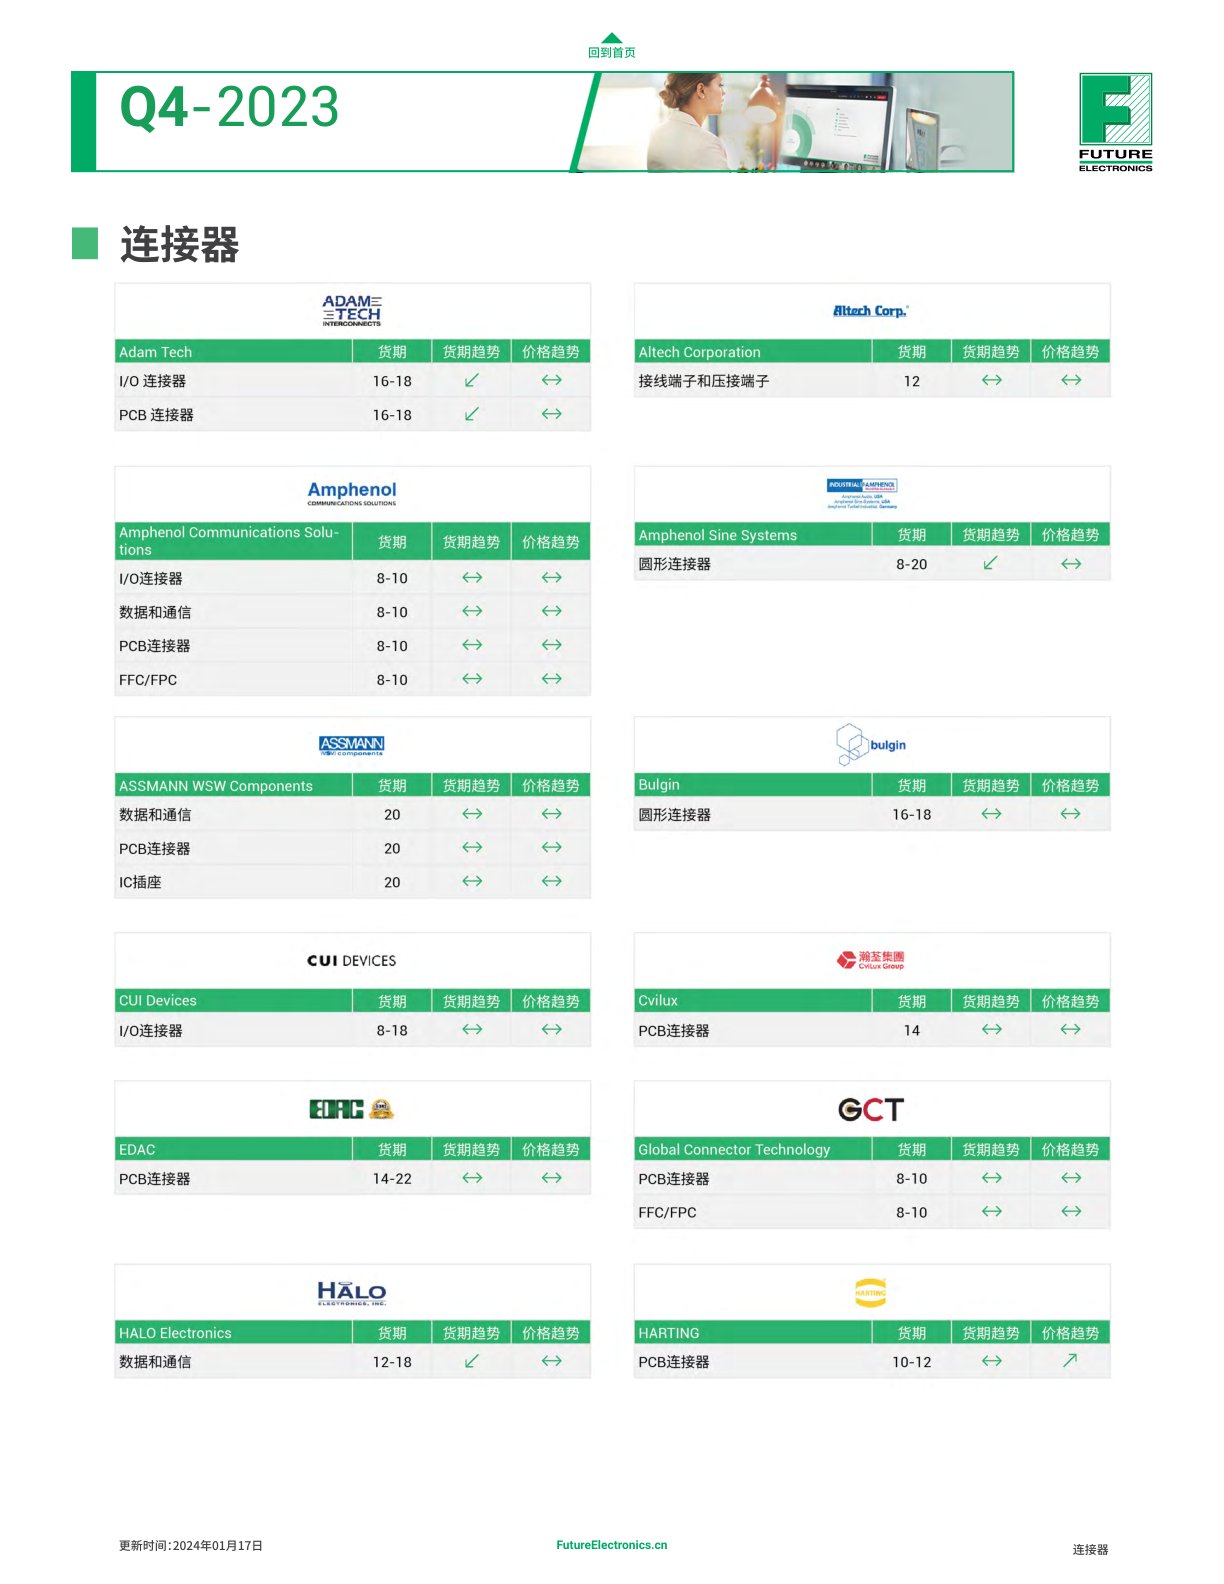 回到首页
Q4-2023
FUTURE
ELECTRONICS
连接器
ADAM
TECH
INTERCONNECTS
Adam Tech 货期 货期趋势 价格趋势
I/O 连接器 16-18 ↙ ↔
PCB 连接器 16-18 ↙ ↔
Altech Corp.
Altech Corporation 货期 货期趋势 价格趋势
接线端子和压接端子 12 ↔ ↔
Amphenol
COMMUNICATIONS SOLUTIONS
Amphenol Communications Solu-
tions 货期 货期趋势 价格趋势
I/O连接器 8-10 ↔ ↔
数据和通信 8-10 ↔ ↔
PCB连接器 8-10 ↔ ↔
FFC/FPC 8-10 ↔ ↔
INDUSTRIAL AMPHENOL
Amphenol Audio, USA
Amphenol Sine Systems, USA
Amphenol Tuchel Industrial, Germany
Amphenol Sine Systems 货期 货期趋势 价格趋势
圆形连接器 8-20 ↙ ↔
ASSMANN
WSW components
ASSMANN WSW Components 货期 货期趋势 价格趋势
数据和通信 20 ↔ ↔
PCB连接器 20 ↔ ↔
IC插座 20 ↔ ↔
bulgin
Bulgin 货期 货期趋势 价格趋势
圆形连接器 16-18 ↔ ↔
CUI DEVICES
CUI Devices 货期 货期趋势 价格趋势
I/O连接器 8-18 ↔ ↔
瀚荃集團
CviLux Group
Cvilux 货期 货期趋势 价格趋势
PCB连接器 14 ↔ ↔
EDAC
EDAC 货期 货期趋势 价格趋势
PCB连接器 14-22 ↔ ↔
GCT
Global Connector Technology 货期 货期趋势 价格趋势
PCB连接器 8-10 ↔ ↔
FFC/FPC 8-10 ↔ ↔
HALO
ELECTRONICS, INC.
HALO Electronics 货期 货期趋势 价格趋势
数据和通信 12-18 ↙ ↔
HARTING
HARTING 货期 货期趋势 价格趋势
PCB连接器 10-12 ↔ ↗
更新时间:2024年01月17日
FutureElectronics.cn
连接器